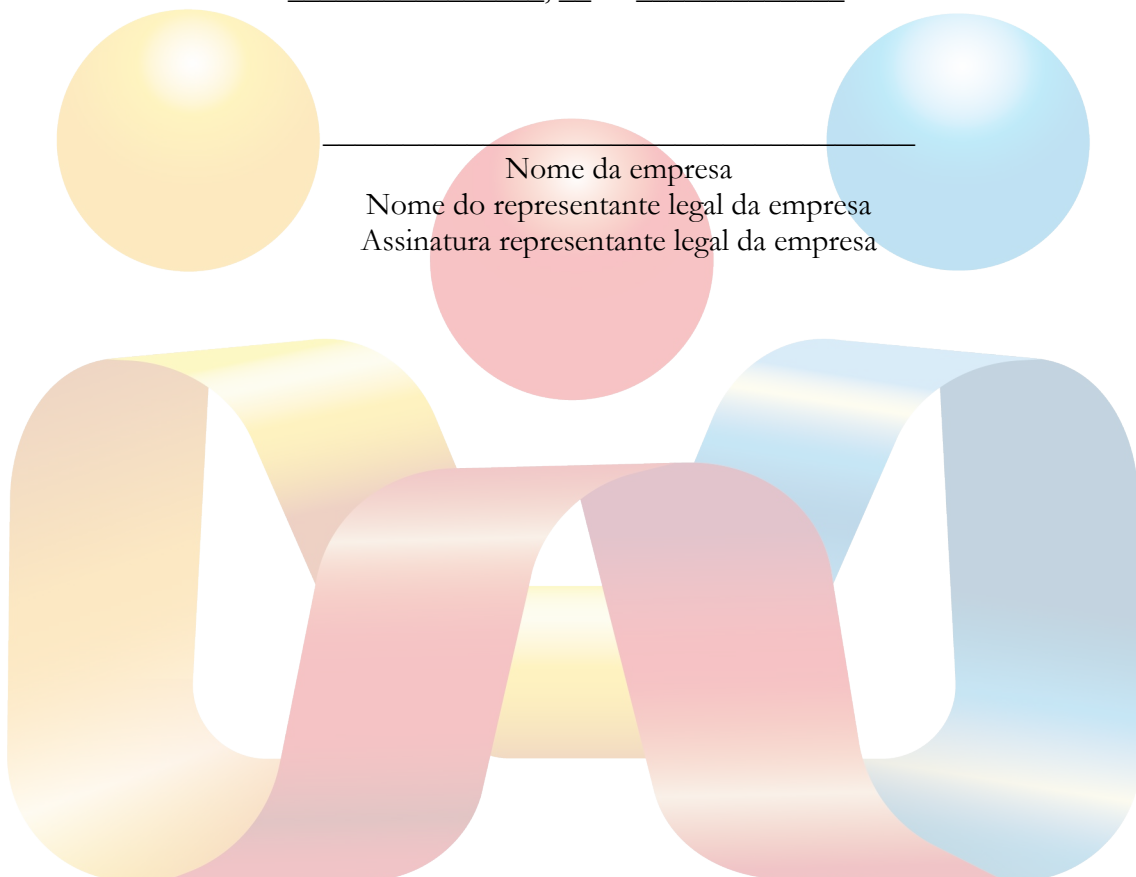 Nome da empresa
Nome do representante legal da empresa
Assinatura representante legal da empresa